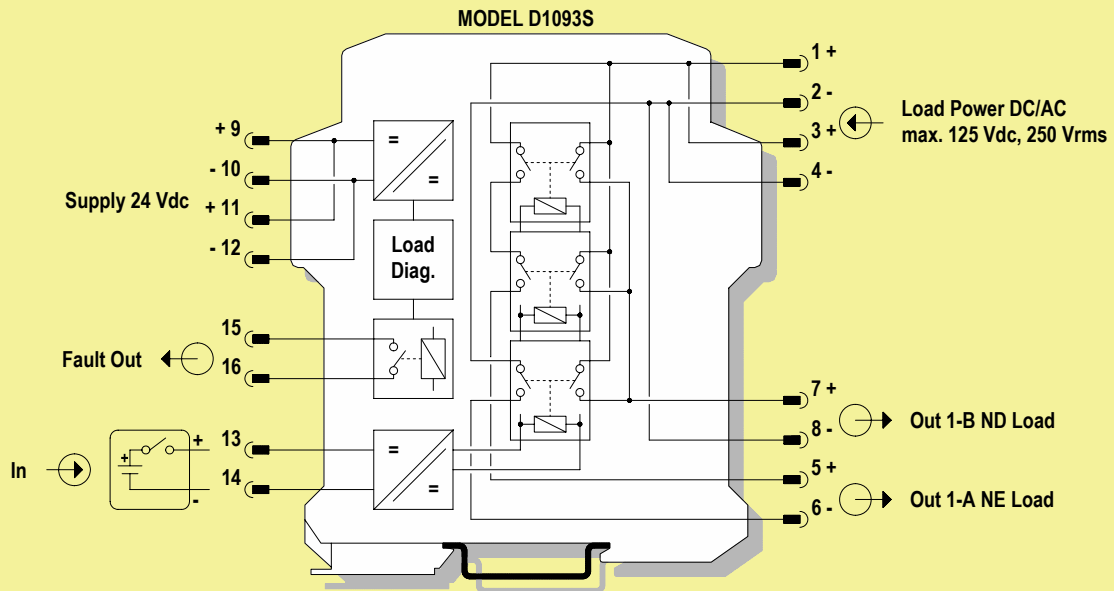 MODEL D1093S
1 +
2 -
3 +
4 -
Load Power DC/AC
max. 125 Vdc, 250 Vrms
+ 9
- 10
+ 11
- 12
Supply 24 Vdc
=
=
Load
Diag.
15
16
Fault Out
7 +
8 -
Out 1-B ND Load
5 +
6 -
Out 1-A NE Load
In
+
+
-
13
14
=
=